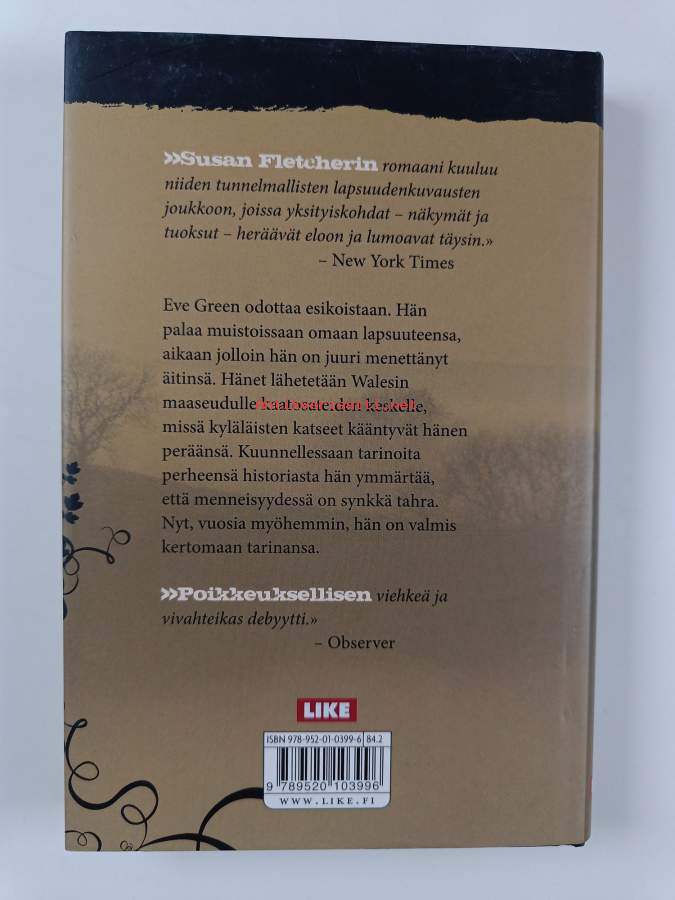 »Susan Fletcherin romaani kuuluu
niiden tunnelmallisten lapsuudenkuvausten
joukkoon, joissa yksityiskohdat – näkymät ja
tuoksut – heräävät eloon ja lumoavat täysin.»
– New York Times
Eve Green odottaa esikoistaan. Hän
palaa muistoissaan omaan lapsuuteensa,
aikaan jolloin hän on juuri menettänyt
äitinsä. Hänet lähetetään Walesin
maaseudulle kaatosateiden keskelle,
missä kyläläisten katseet kääntyvät hänen
peräänsä. Kuunnellessaan tarinoita
perheensä historiasta hän ymmärtää,
että menneisyydessä on synkkä tahra.
Nyt, vuosia myöhemmin, hän on valmis
kertomaan tarinansa.
»Poikkeuksellisen viehkeä ja
vivahteikas debyytti.»
– Observer
LIKE
ISBN 978-952-01-0399-6 84.2
9 789520 103996
WWW.LIKE.FI